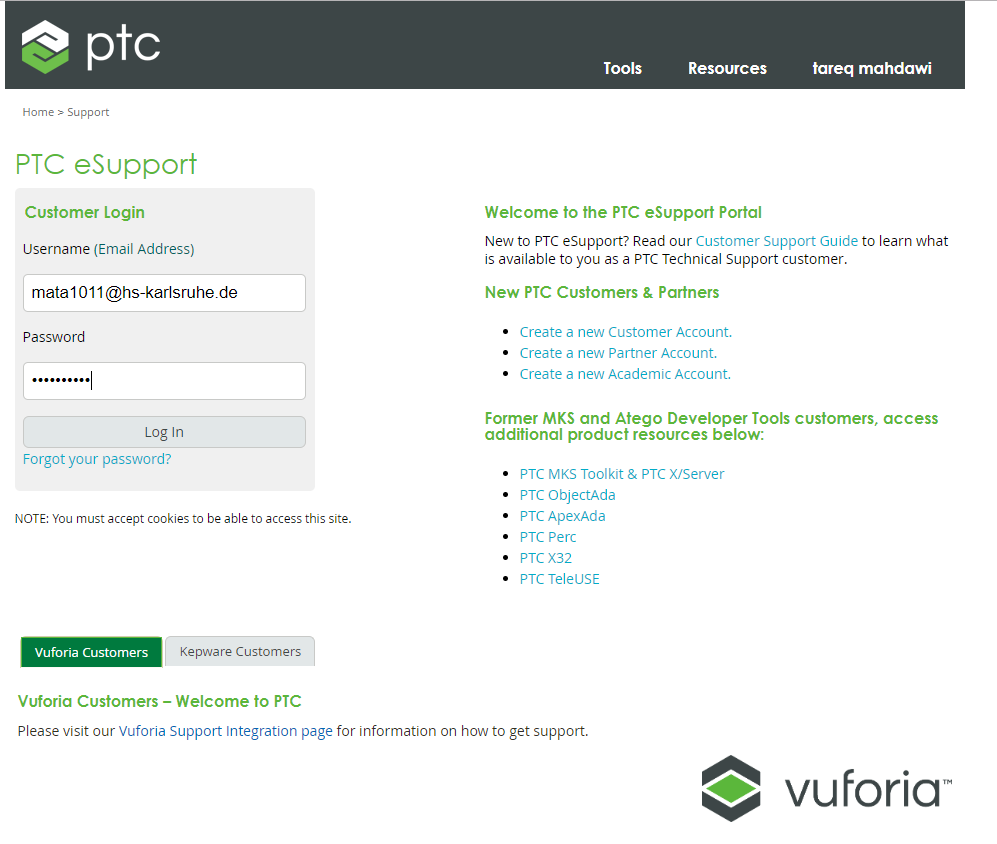 ptc
Tools Resources tareq mahdawi
Home > Support
PTC eSupport
Customer Login
Username (Email Address)
mata1011@hs-karlsruhe.de
Password
••••••••••
Log In
Forgot your password?
NOTE: You must accept cookies to be able to access this site.
Welcome to the PTC eSupport Portal
New to PTC eSupport? Read our Customer Support Guide to learn what
is available to you as a PTC Technical Support customer.
New PTC Customers & Partners
• Create a new Customer Account.
• Create a new Partner Account.
• Create a new Academic Account.
Former MKS and Atego Developer Tools customers, access
additional product resources below:
• PTC MKS Toolkit & PTC X/Server
• PTC ObjectAda
• PTC ApexAda
• PTC Perc
• PTC X32
• PTC TeleUSE
Vuforia Customers Kepware Customers
Vuforia Customers – Welcome to PTC
Please visit our Vuforia Support Integration page for information on how to get support.
vuforia™